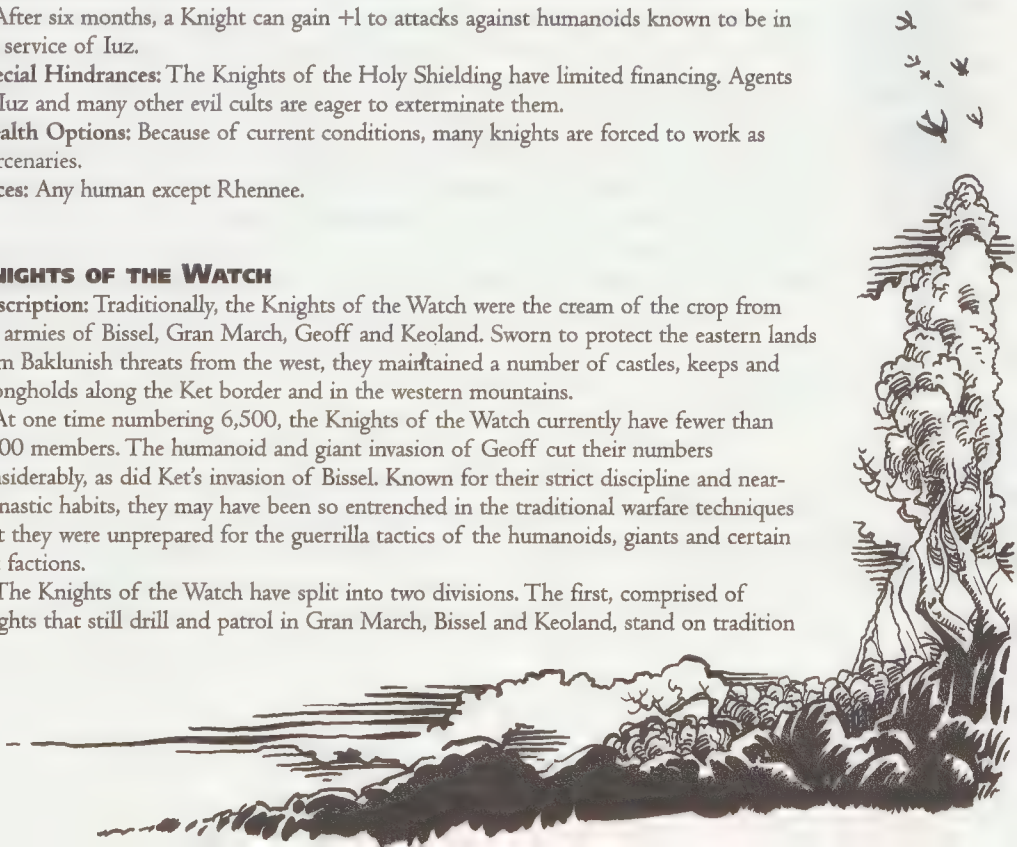 After six months, a Knight can gain +1 to attacks against humanoids known to be in
service of Iuz.
ecial Hindrances: The Knights of the Holy Shielding have limited financing. Agents
Iuz and many other evil cults are eager to exterminate them.
alth Options: Because of current conditions, many knights are forced to work as
rcenaries.
ces: Any human except Rhennee.
NIGHTS OF THE WATCH
scription: Traditionally, the Knights of the Watch were the cream of the crop from
armies of Bissel, Gran March, Geoff and Keoland. Sworn to protect the eastern lands
m Baklunish threats from the west, they maintained a number of castles, keeps and
ongholds along the Ket border and in the western mountains.
At one time numbering 6,500, the Knights of the Watch currently have fewer than
00 members. The humanoid and giant invasion of Geoff cut their numbers
nsiderably, as did Ket's invasion of Bissel. Known for their strict discipline and near-
nastic habits, they may have been so entrenched in the traditional warfare techniques
t they were unprepared for the guerrilla tactics of the humanoids, giants and certain
factions.
The Knights of the Watch have split into two divisions. The first, comprised of
ghts that still drill and patrol in Gran March, Bissel and Keoland, stand on tradition